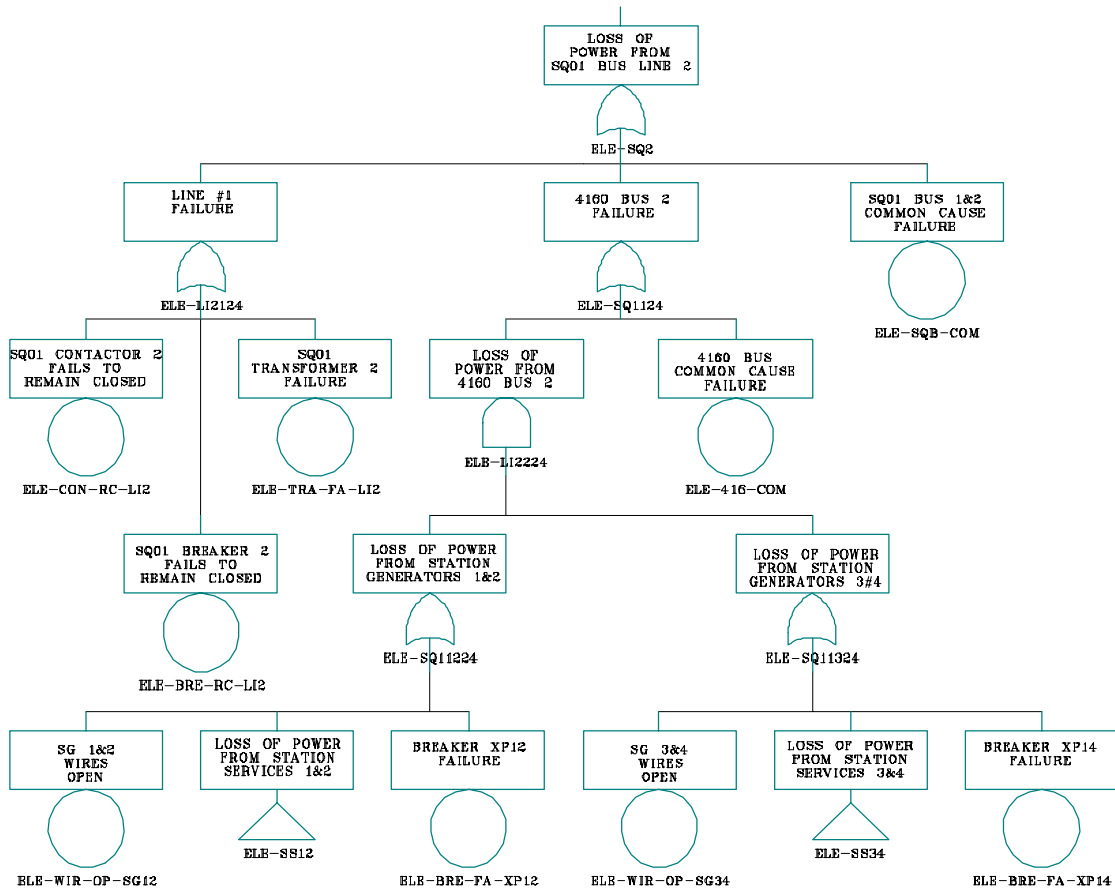 LOSS OF
POWER FROM
SQ01 BUS LINE 2
ELE-SQ2
LINE #1
FAILURE
4160 BUS 2
FAILURE
SQ01 BUS 1&2
COMMON CAUSE
FAILURE
ELE-LI2124
ELE-SQ1124
ELE-SQB-COM
SQ01 CONTACTOR 2
FAILS TO
REMAIN CLOSED
SQ01
TRANSFORMER 2
FAILURE
LOSS OF
POWER FROM
4160 BUS 2
4160 BUS
COMMON CAUSE
FAILURE
ELE-CON-RC-LI2
ELE-TRA-FA-LI2
ELE-LI2224
ELE-416-COM
SQ01 BREAKER 2
FAILS TO
REMAIN CLOSED
LOSS OF POWER
FROM STATION
GENERATORS 1&2
LOSS OF POWER
FROM STATION
GENERATORS 3#4
ELE-BRE-RC-LI2
ELE-SQ11224
ELE-SQ11324
SG 1&2
WIRES
OPEN
LOSS OF POWER
FROM STATION
SERVICES 1&2
BREAKER XP12
FAILURE
SG 3&4
WIRES
OPEN
LOSS OF POWER
FROM STATION
SERVICES 3&4
BREAKER XP14
FAILURE
ELE-WIR-OP-SG12
ELE-SS12
ELE-BRE-FA-XP12
ELE-WIR-OP-SG34
ELE-SS34
ELE-BRE-FA-XP14